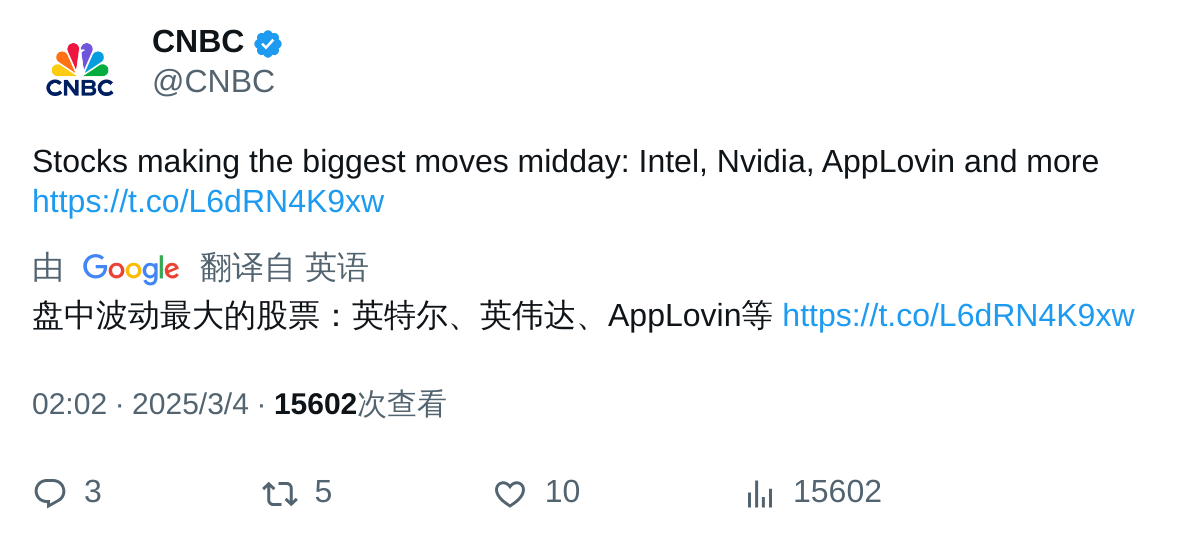 CNBC
CNBC
@CNBC
Stocks making the biggest moves midday: Intel, Nvidia, AppLovin and more
https://t.co/L6dRN4K9xw
由 Google 翻译自 英语
盘中波动最大的股票：英特尔、英伟达、AppLovin等 https://t.co/L6dRN4K9xw
02:02 · 2025/3/4 · 15602次查看
3 5 10 15602